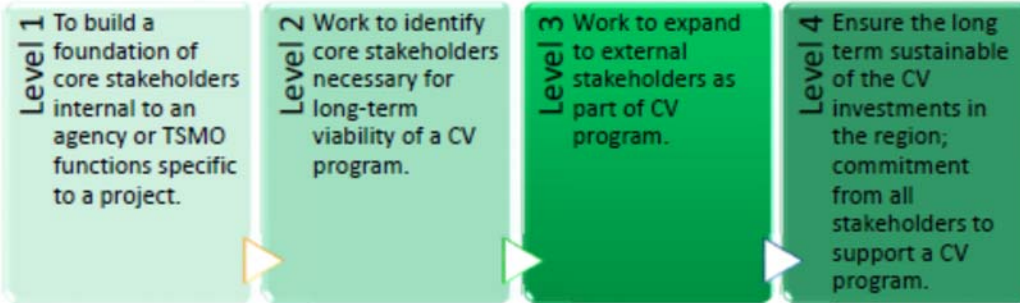 Level 1
To build a
foundation of
core stakeholders
internal to an
agency or TSMO
functions specific
to a project.
Level 2
Work to identify
core stakeholders
necessary for
long-term
viability of a CV
program.
Level 3
Work to expand
to external
stakeholders as
part of CV
program.
Level 4
Ensure the long
term sustainable
of the CV
investments in
the region;
commitment
from all
stakeholders to
support a CV
program.